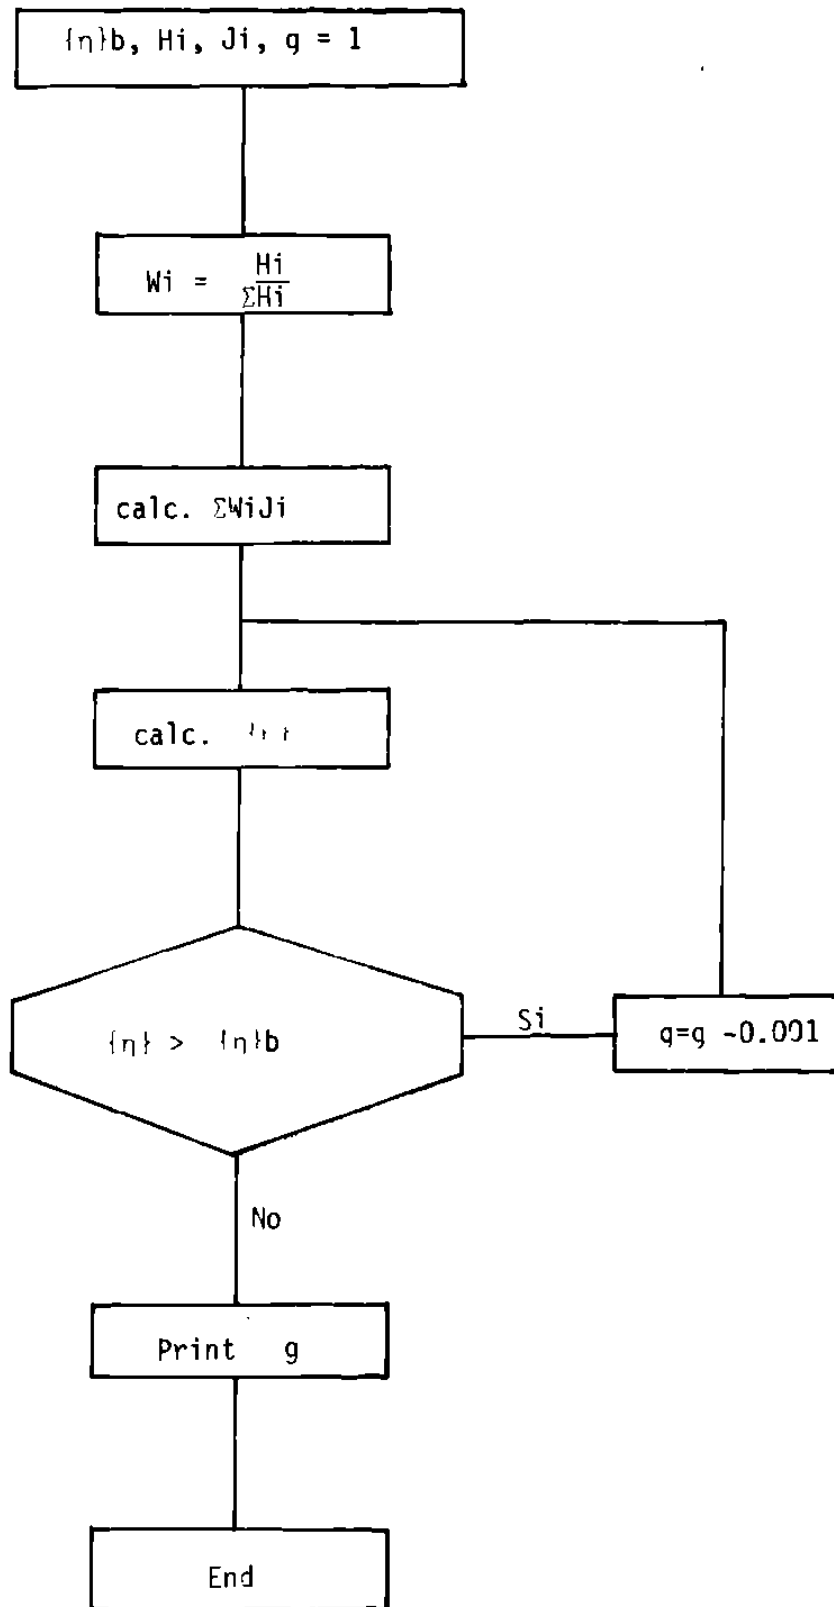 {η}b, Hi, Ji, g = 1
Wi = Hi
ΣHi
calc. ΣWiJi
calc.
{η} > {η}b
Si
g=g -0.001
No
Print g
End